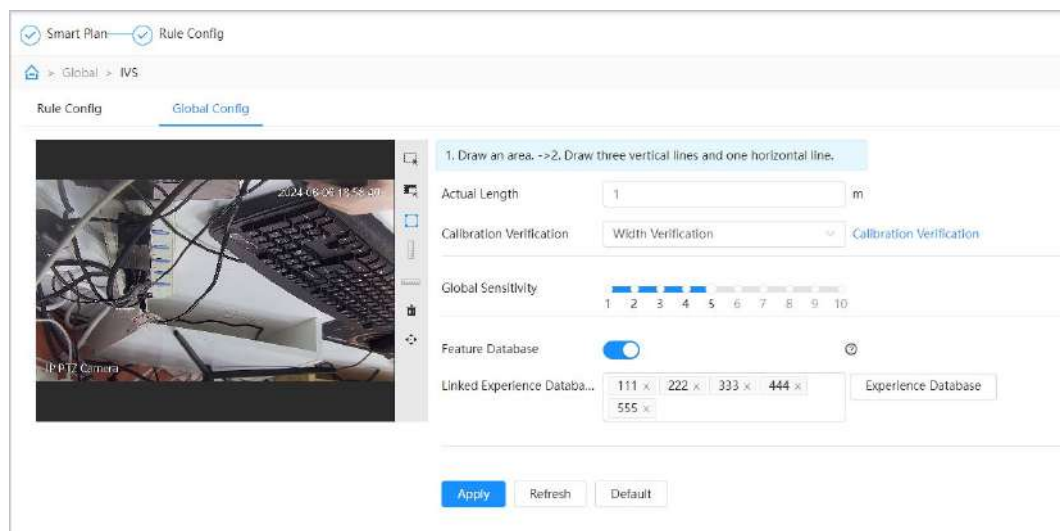 Smart Plan Rule Config
> Global > IVS
Rule Config Global Config
1. Draw an area. ->2. Draw three vertical lines and one horizontal line.
2024-08-06 18:58:40
IP PTZ Camera
Actual Length 1 m
Calibration Verification Width Verification Calibration Verification
Global Sensitivity
1 2 3 4 5 6 7 8 9 10
Feature Database
Linked Experience Databa... 111 × 222 × 333 × 444 × Experience Database
555 ×
Apply Refresh Default